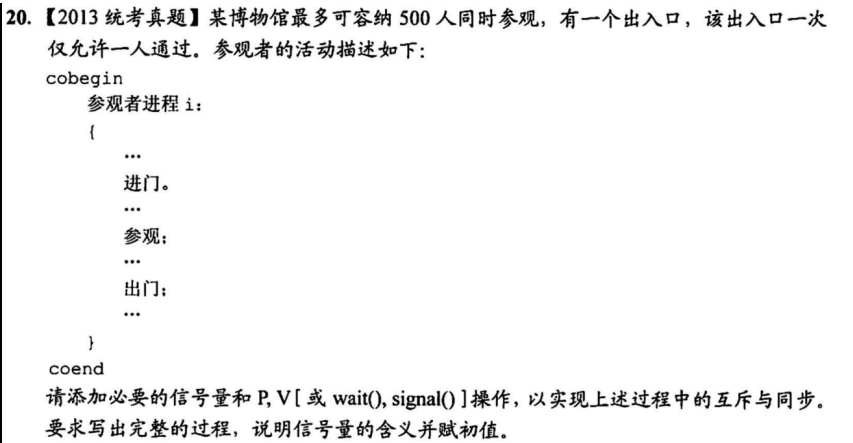 20. 【2013 统考真题】某博物馆最多可容纳 500 人同时参观，有一个出入口，该出入口一次
仅允许一人通过。参观者的活动描述如下：
cobegin
参观者进程 i：
{
…
进门。
…
参观；
…
出门；
…
}
coend
请添加必要的信号量和 P, V [ 或 wait(), signal() ]操作，以实现上述过程中的互斥与同步。
要求写出完整的过程，说明信号量的含义并赋初值。